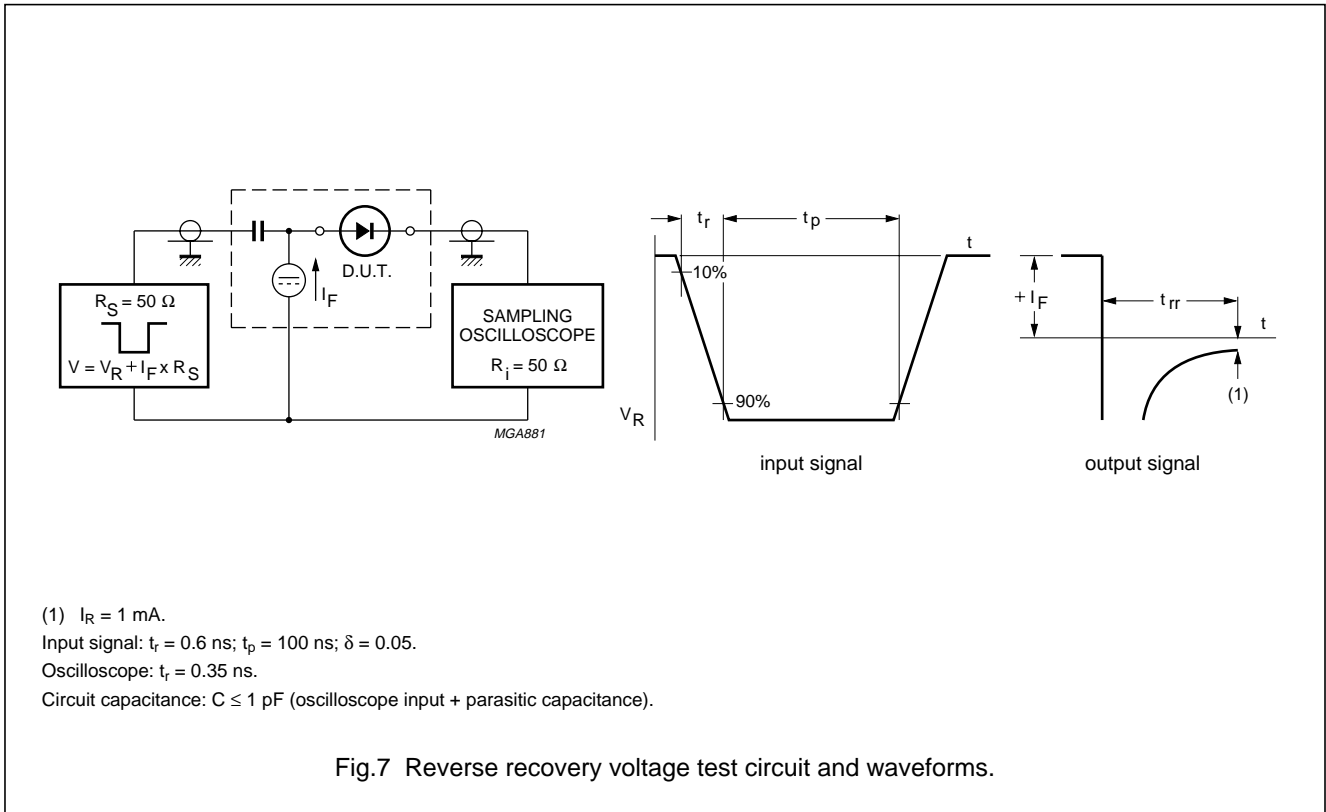 R_S = 50 Ω
V = V_R + I_F x R_S
D.U.T.
I_F
SAMPLING
OSCILLOSCOPE
R_i = 50 Ω
MGA881
t_r
t_p
t
10%
90%
V_R
input signal
+ I_F
t_rr
t
(1)
output signal
(1) I_R = 1 mA.
Input signal: t_r = 0.6 ns; t_p = 100 ns; δ = 0.05.
Oscilloscope: t_r = 0.35 ns.
Circuit capacitance: C ≤ 1 pF (oscilloscope input + parasitic capacitance).
Fig.7 Reverse recovery voltage test circuit and waveforms.